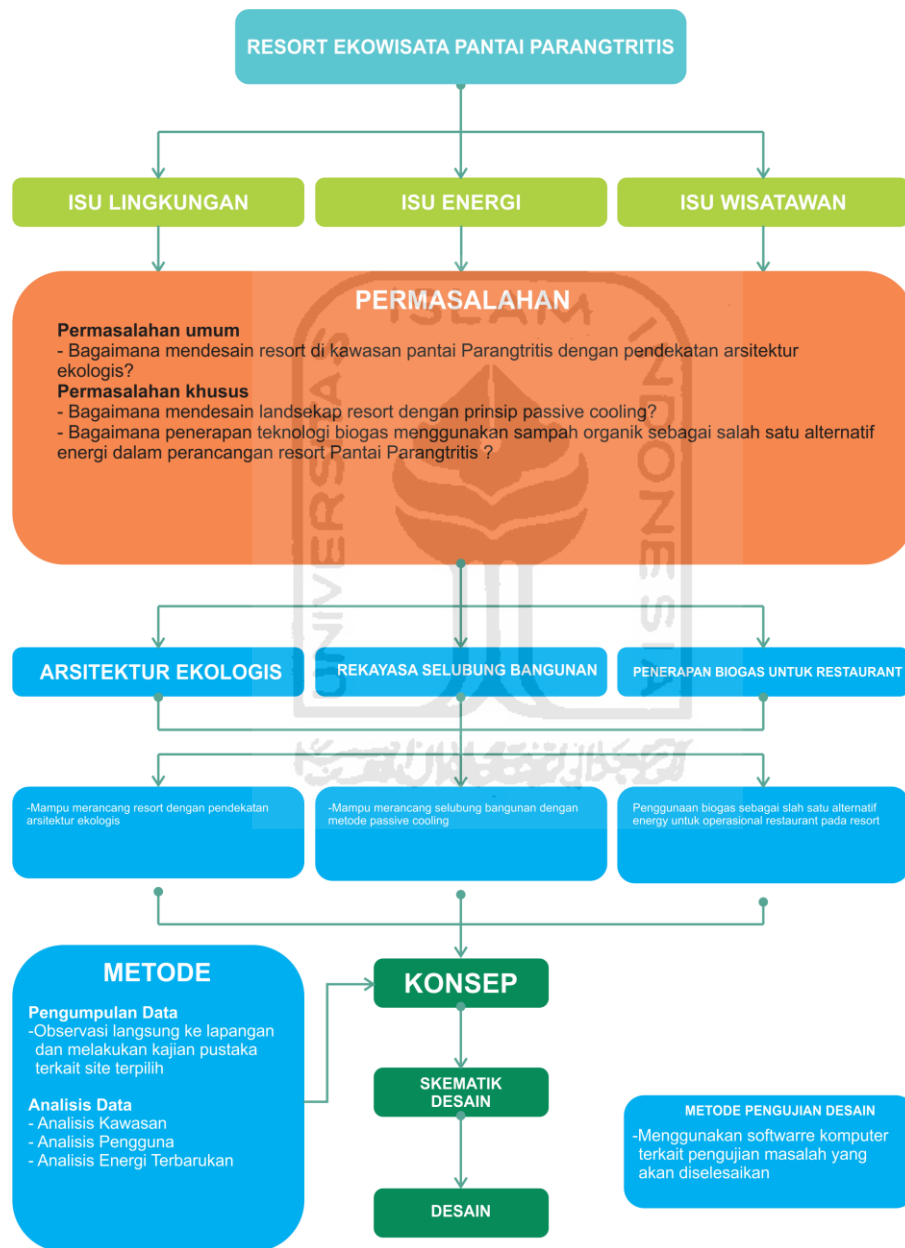 RESORT EKOWISATA PANTAI PARANGTRITIS
ISU LINGKUNGAN
ISU ENERGI
ISU WISATAWAN
PERMASALAHAN
Permasalahan umum
- Bagaimana mendesain resort di kawasan pantai Parangtritis dengan pendekatan arsitektur
ekologis?
Permasalahan khusus
- Bagaimana mendesain landsekap resort dengan prinsip passive cooling?
- Bagaimana penerapan teknologi biogas menggunakan sampah organik sebagai salah satu alternatif
energi dalam perancangan resort Pantai Parangtritis ?
UNIVERSITAS
ISLAM
INDONESIA
ARSITEKTUR EKOLOGIS
REKAYASA SELUBUNG BANGUNAN
PENERAPAN BIOGAS UNTUK RESTAURANT
-Mampu merancang resort dengan pendekatan
arsitektur ekologis
-Mampu merancang selubung bangunan dengan
metode passive cooling
Penggunaan biogas sebagai slah satu alternatif
energy untuk operasional restaurant pada resort
METODE
Pengumpulan Data
-Observasi langsung ke lapangan
dan melakukan kajian pustaka
terkait site terpilih
Analisis Data
- Analisis Kawasan
- Analisis Pengguna
- Analisis Energi Terbarukan
KONSEP
SKEMATIK
DESAIN
DESAIN
METODE PENGUJIAN DESAIN
-Menggunakan softwarre komputer
terkait pengujian masalah yang
akan diselesaikan